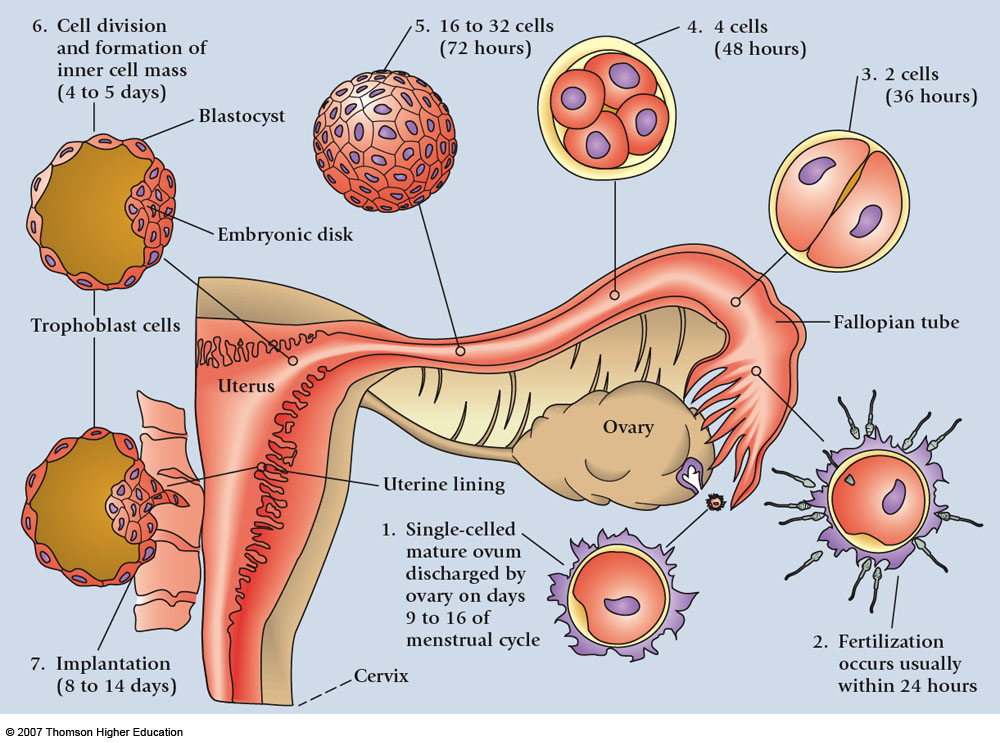 6. Cell division
and formation of
inner cell mass
(4 to 5 days)
5. 16 to 32 cells
(72 hours)
4. 4 cells
(48 hours)
3. 2 cells
(36 hours)
Blastocyst
Embryonic disk
Trophoblast cells
Fallopian tube
Uterus
Ovary
Uterine lining
1. Single-celled
mature ovum
discharged by
ovary on days
9 to 16 of
menstrual cycle
2. Fertilization
occurs usually
within 24 hours
7. Implantation
(8 to 14 days)
Cervix
© 2007 Thomson Higher Education